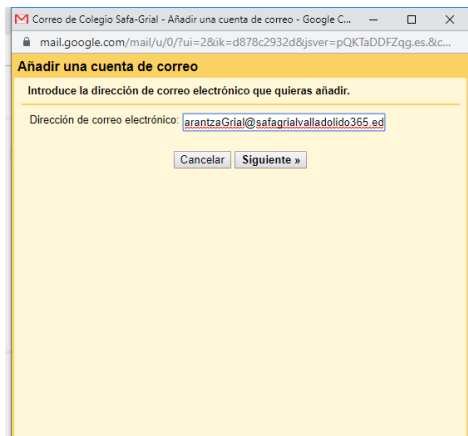 Correo de Colegio Safa-Grial - Añadir una cuenta de correo - Google C...
mail.google.com/mail/u/0/?ui=2&ik=d878c2932d&jsver=pQKTaDDFZqg.es.&c...
Añadir una cuenta de correo
Introduce la dirección de correo electrónico que quieras añadir.
Dirección de correo electrónico: arantzaGrial@safagrialvalladolido365.ed
Cancelar Siguiente »